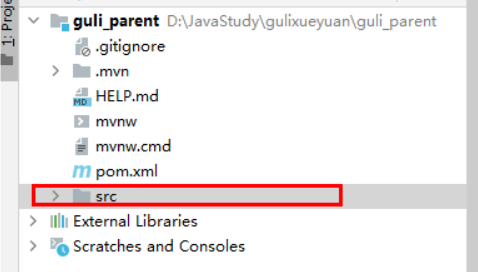 1: Proje
guli_parent D:\JavaStudy\gulixueyuan\guli_parent
.gitignore
.mvn
HELP.md
mvnw
mvnw.cmd
pom.xml
src
External Libraries
Scratches and Consoles